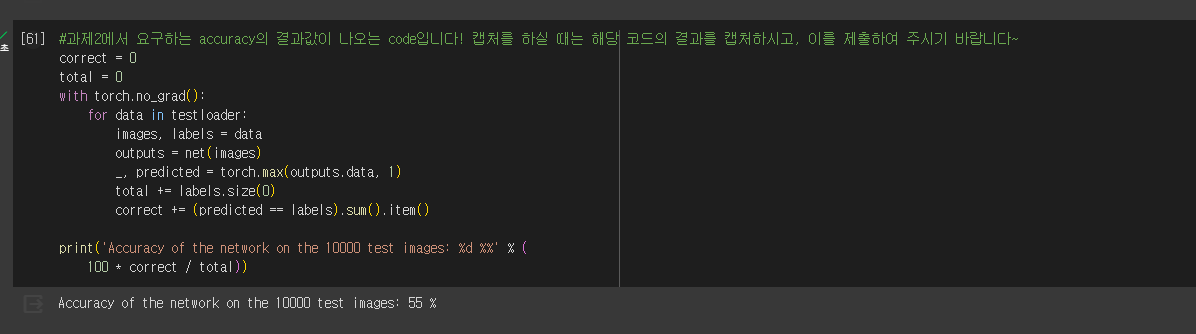 [61] #과제2에서 요구하는 accuracy의 결과값이 나오는 code입니다! 캡처를 하실 때는 해당 코드의 결과를 캡처하시고, 이를 제출하여 주시기 바랍니다~
초 correct = 0
total = 0
with torch.no_grad():
    for data in testloader:
        images, labels = data
        outputs = net(images)
        _, predicted = torch.max(outputs.data, 1)
        total += labels.size(0)
        correct += (predicted == labels).sum().item()
print('Accuracy of the network on the 10000 test images: %d %%' % (
    100 * correct / total))
Accuracy of the network on the 10000 test images: 55 %